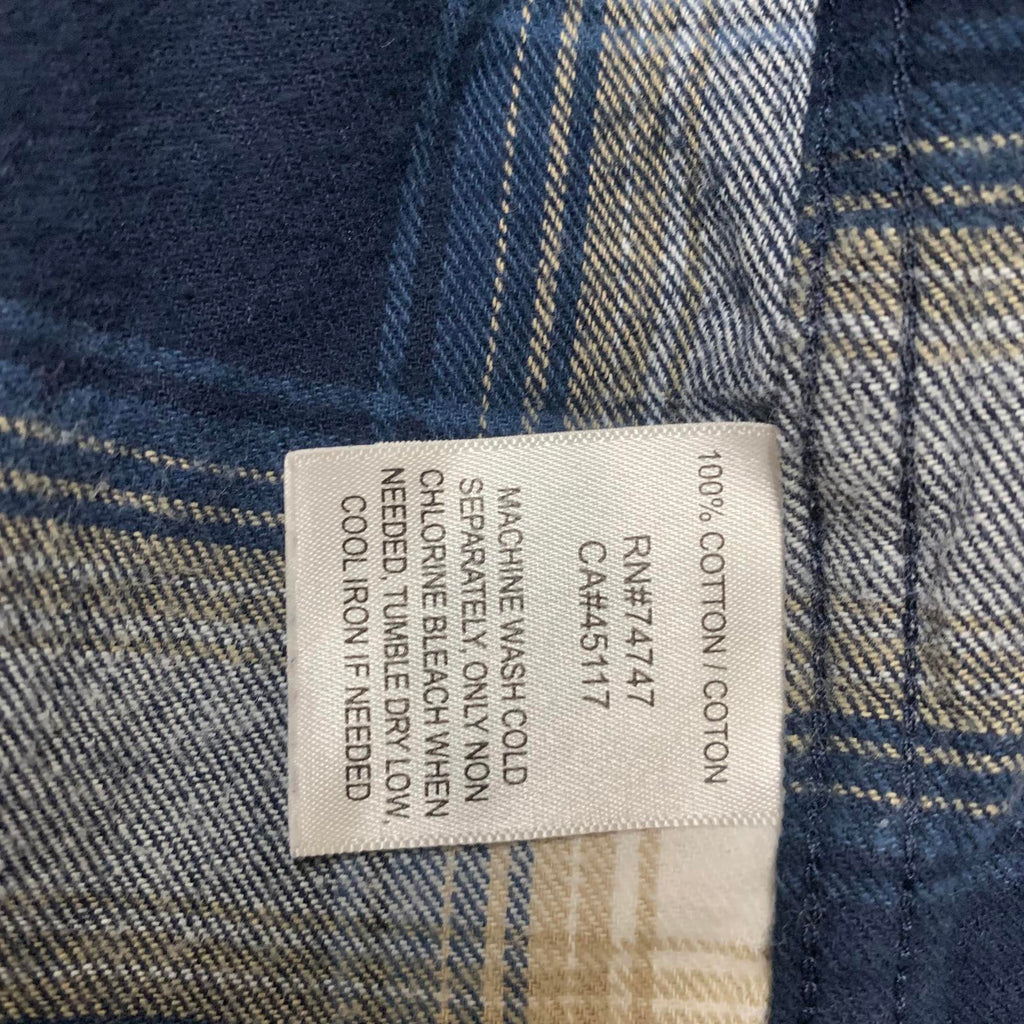 100% COTTON / COTON
RN#74747
CA#45117
MACHINE WASH COLD
SEPARATELY, ONLY NON
CHLORINE BLEACH WHEN
NEEDED, TUMBLE DRY LOW,
COOL IRON IF NEEDED